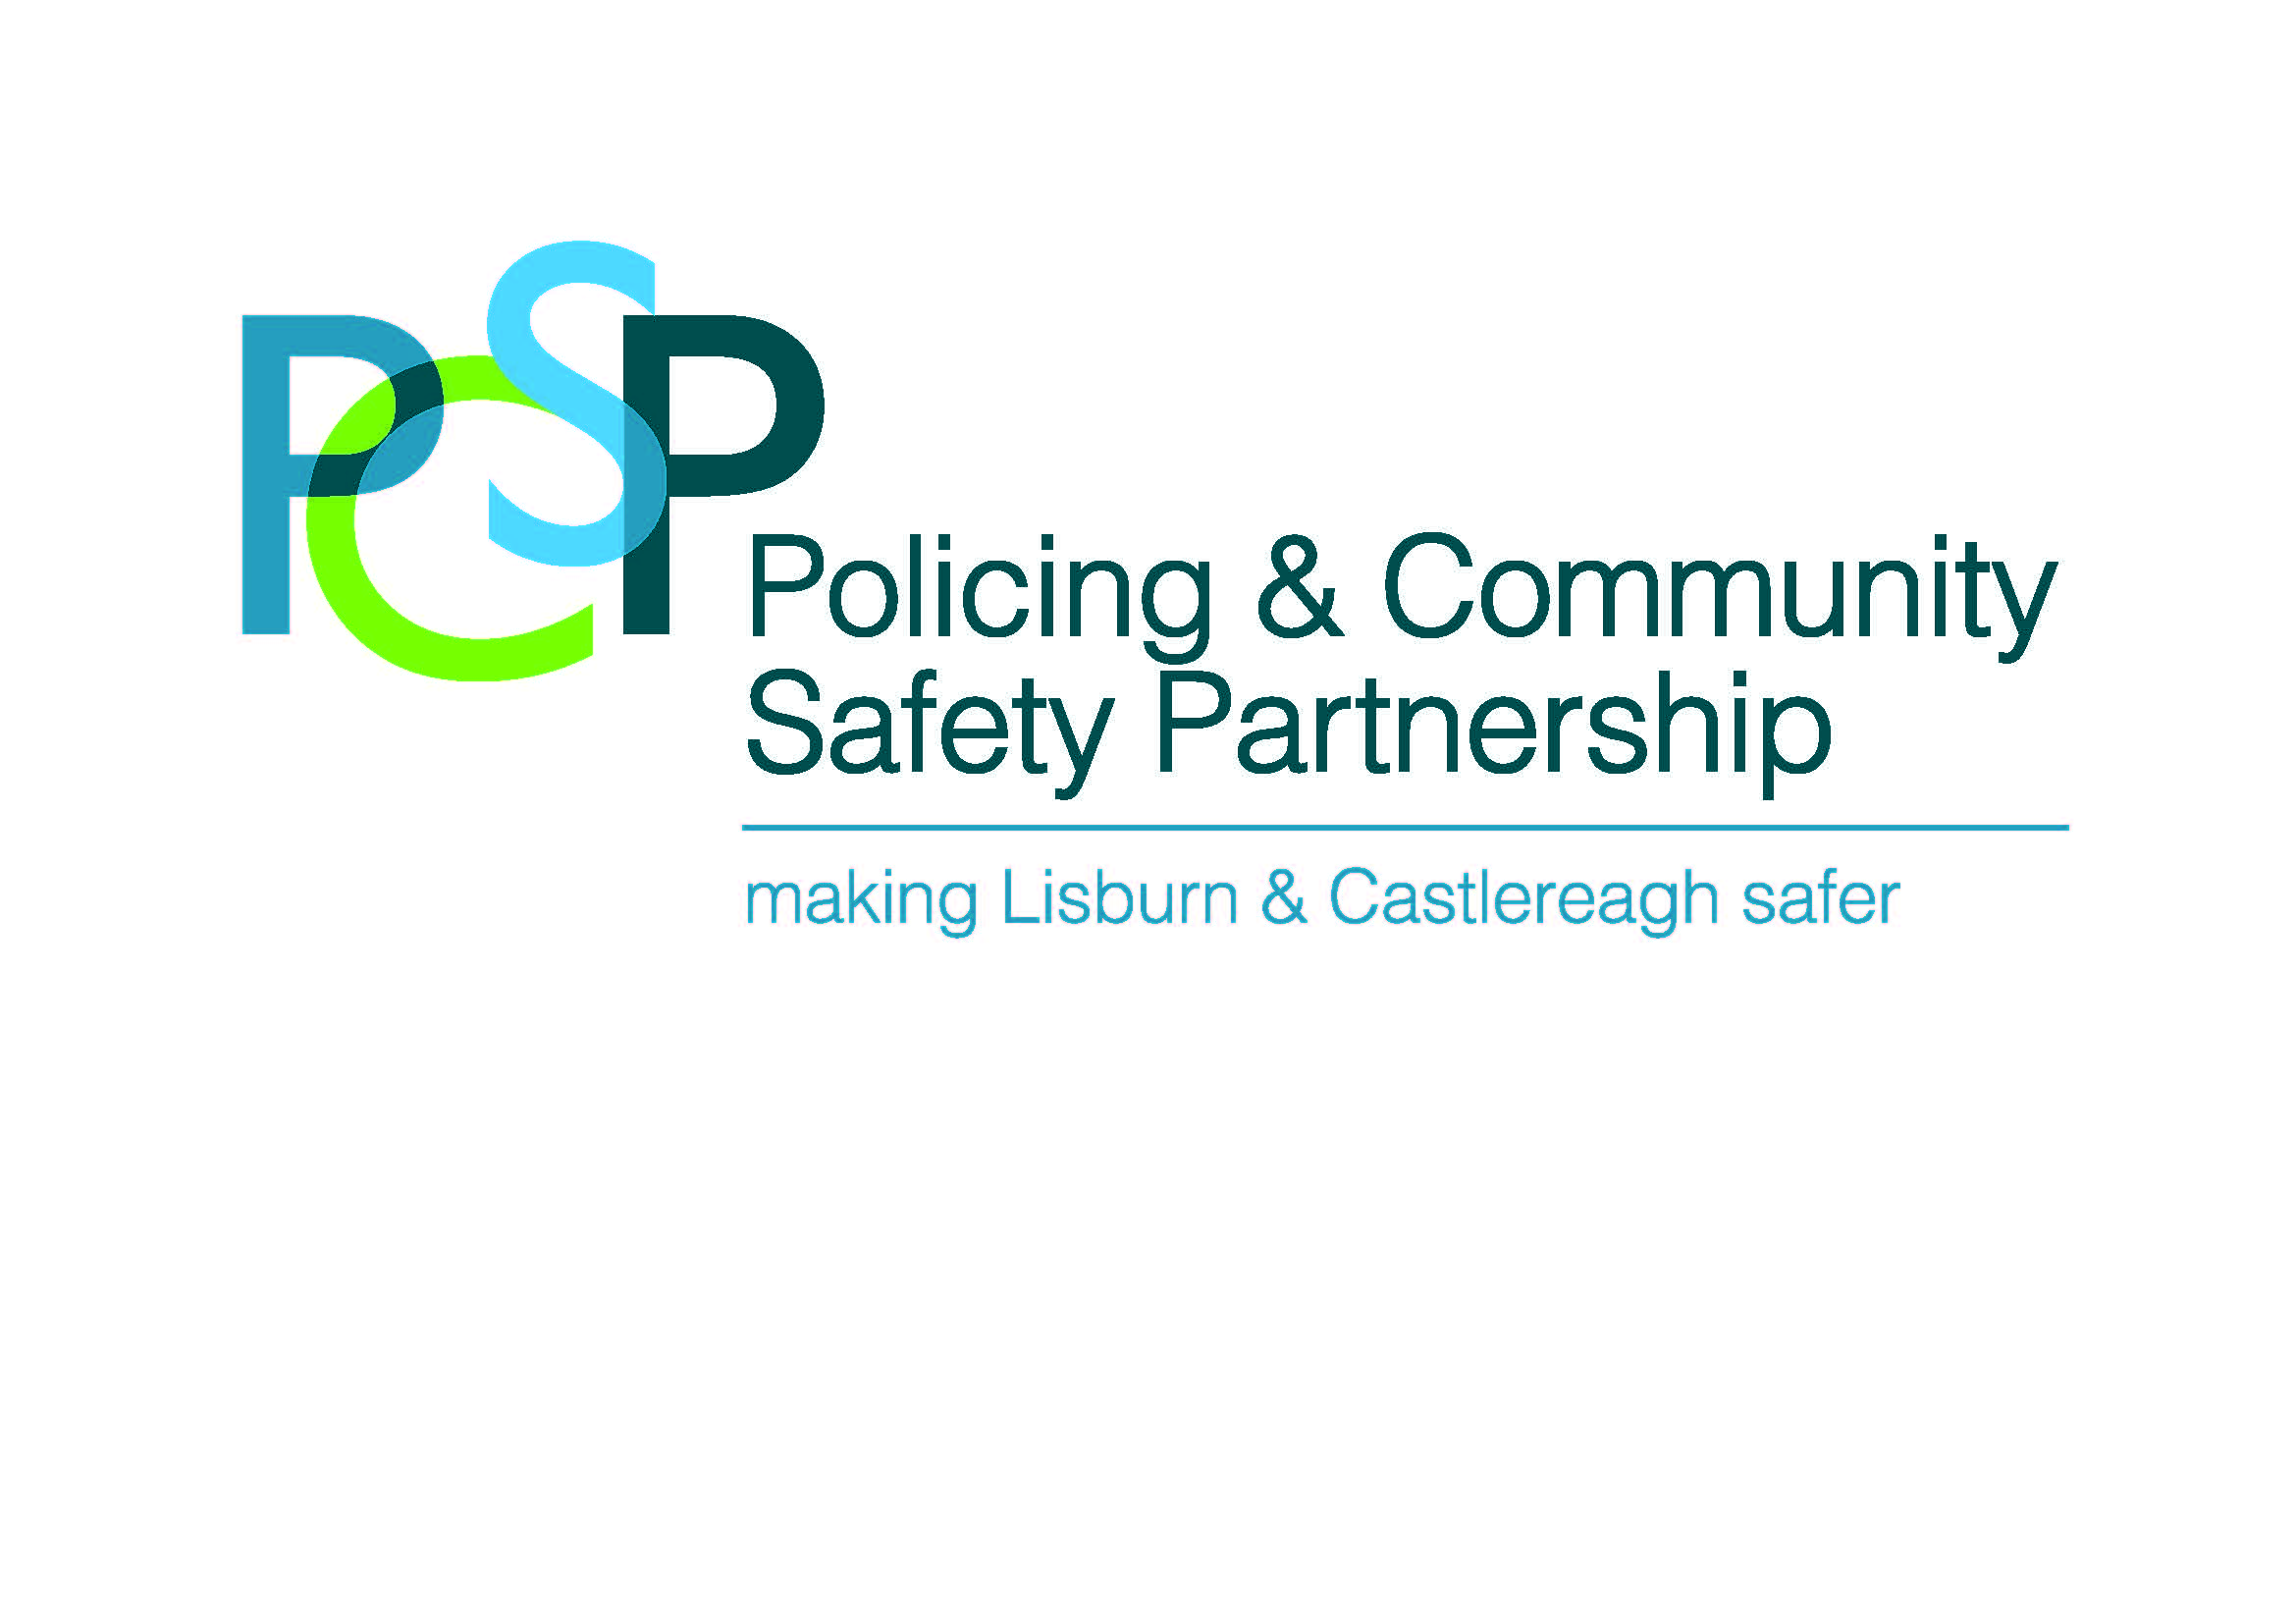 PCSP
Policing & Community
Safety Partnership
making Lisburn & Castlereagh safer